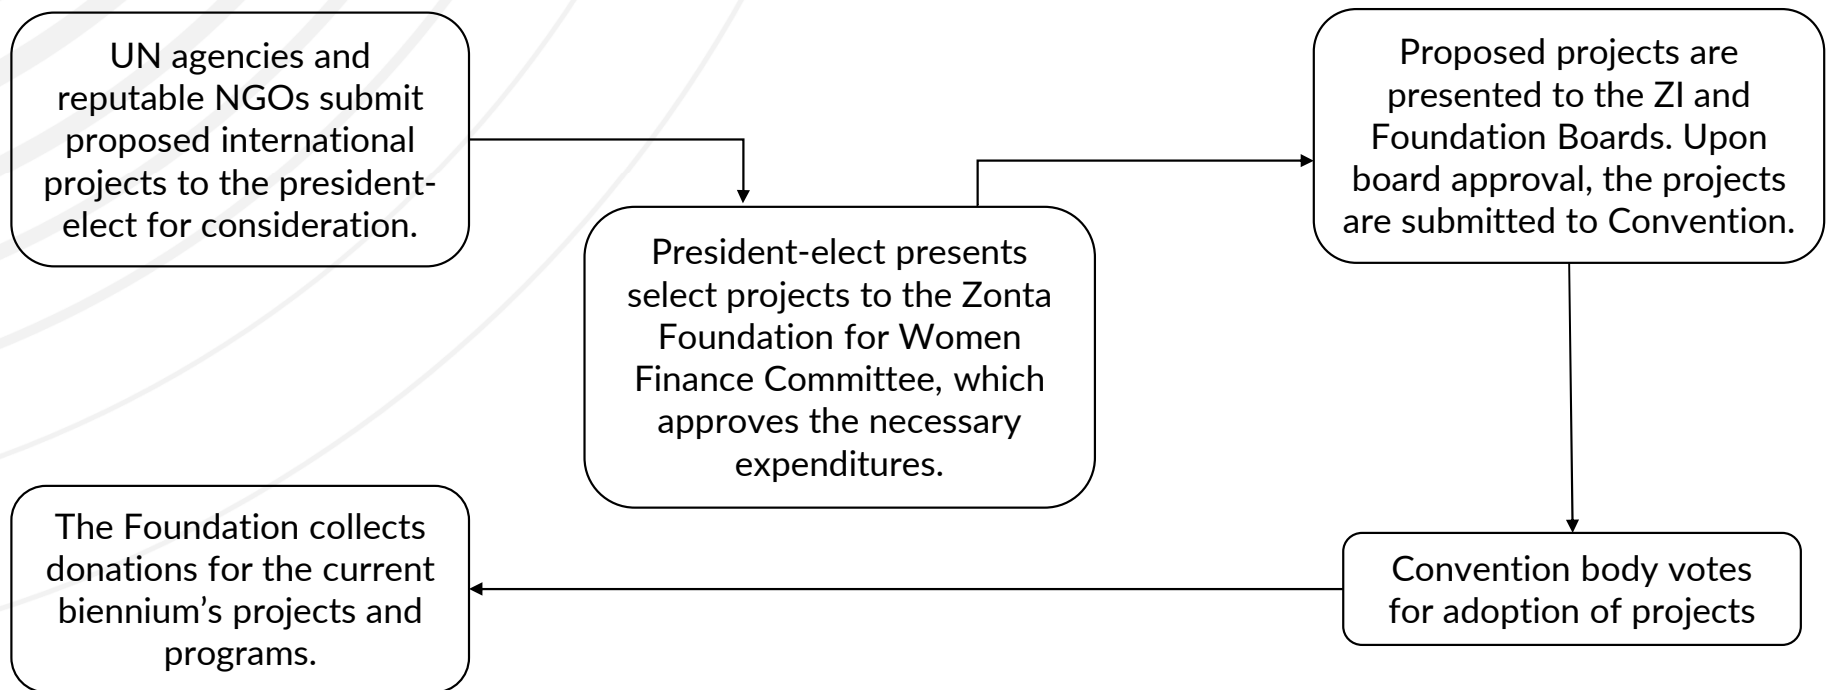 UN agencies and
reputable NGOs submit
proposed international
projects to the president-
elect for consideration.
President-elect presents
select projects to the Zonta
Foundation for Women
Finance Committee, which
approves the necessary
expenditures.
Proposed projects are
presented to the ZI and
Foundation Boards. Upon
board approval, the projects
are submitted to Convention.
Convention body votes
for adoption of projects
The Foundation collects
donations for the current
biennium’s projects and
programs.